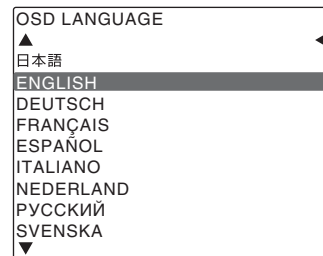 OSD LANGUAGE
日本語
ENGLISH
DEUTSCH
FRANÇAIS
ESPAÑOL
ITALIANO
NEDERLAND
РУССКИЙ
SVENSKA